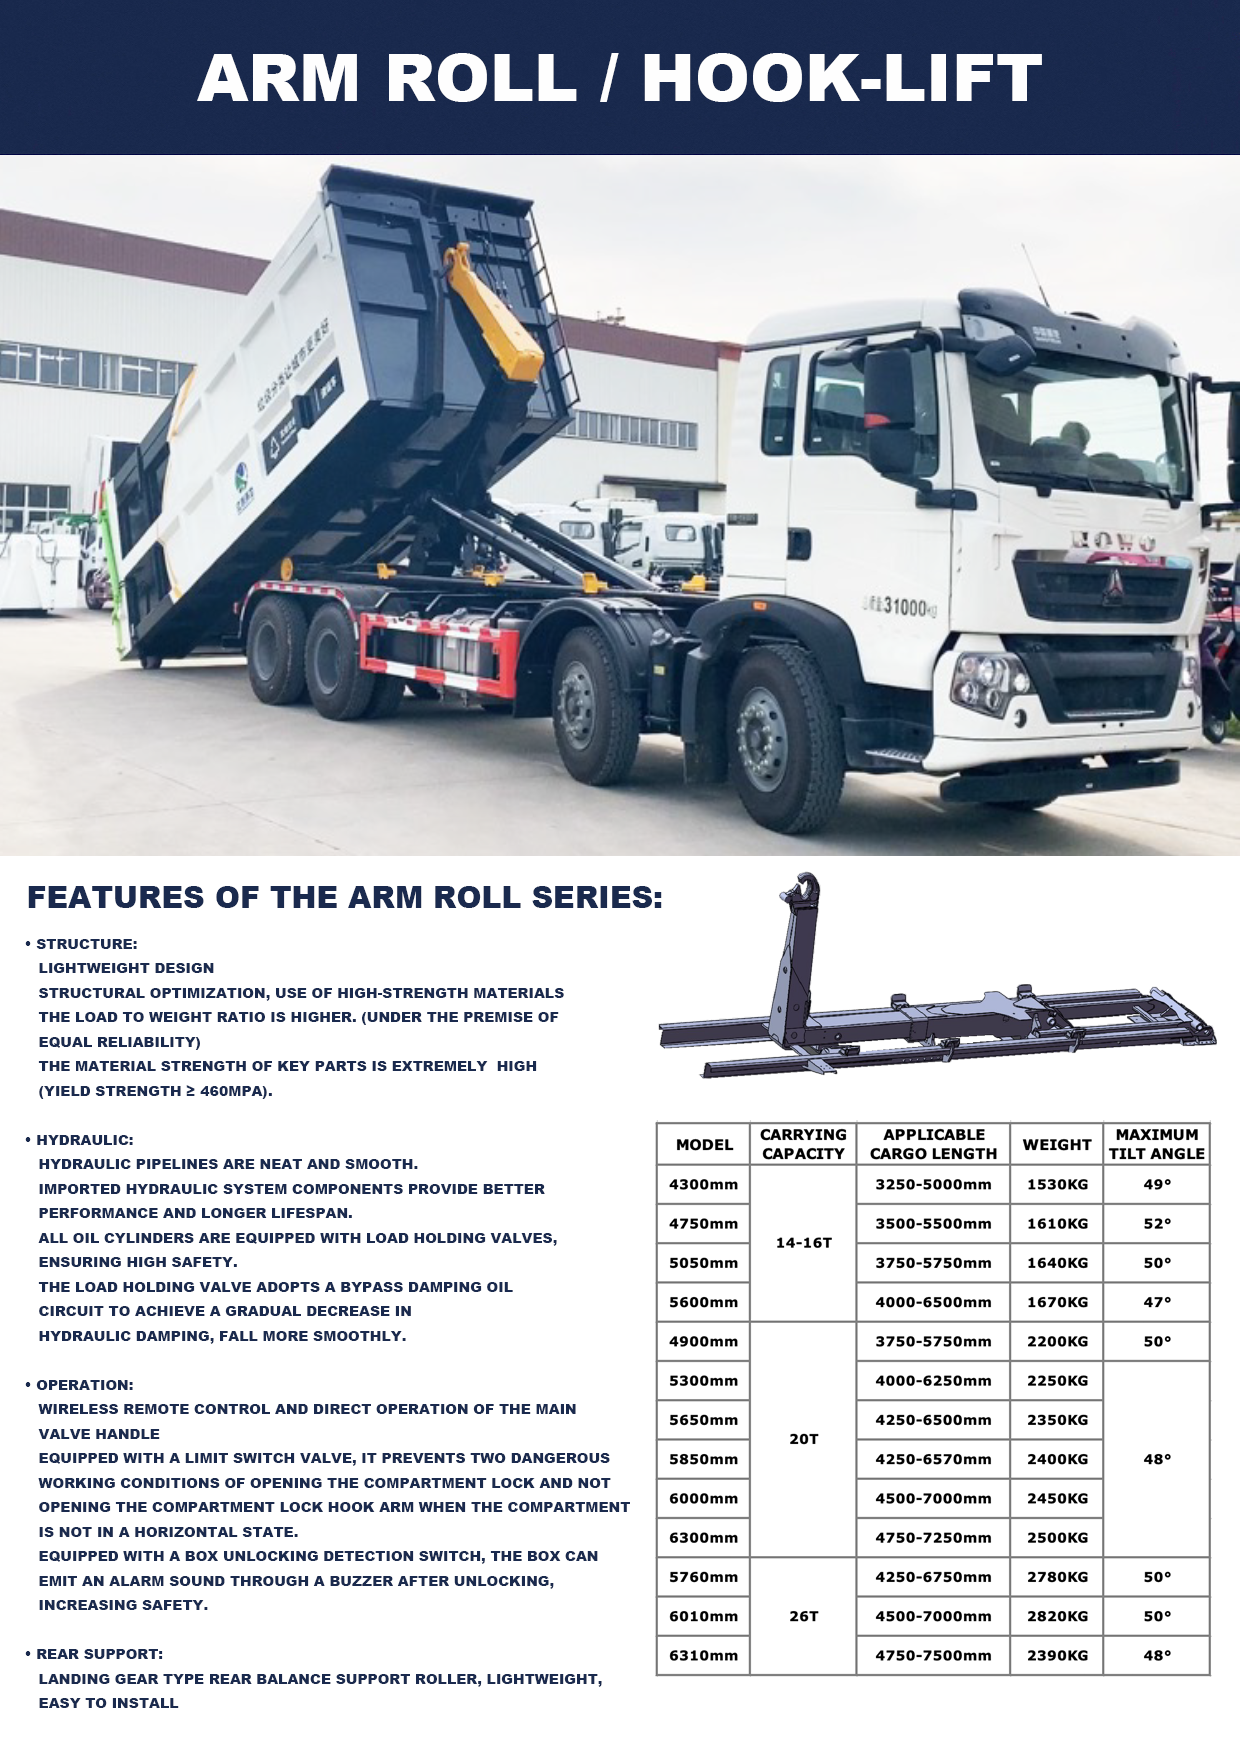 ARM ROLL / HOOK-LIFT
HOWO
31000
FEATURES OF THE ARM ROLL SERIES:
• STRUCTURE:
LIGHTWEIGHT DESIGN
STRUCTURAL OPTIMIZATION, USE OF HIGH-STRENGTH MATERIALS
THE LOAD TO WEIGHT RATIO IS HIGHER. (UNDER THE PREMISE OF
EQUAL RELIABILITY)
THE MATERIAL STRENGTH OF KEY PARTS IS EXTREMELY HIGH
(YIELD STRENGTH ≥ 460MPA).
• HYDRAULIC:
HYDRAULIC PIPELINES ARE NEAT AND SMOOTH.
IMPORTED HYDRAULIC SYSTEM COMPONENTS PROVIDE BETTER
PERFORMANCE AND LONGER LIFESPAN.
ALL OIL CYLINDERS ARE EQUIPPED WITH LOAD HOLDING VALVES,
ENSURING HIGH SAFETY.
THE LOAD HOLDING VALVE ADOPTS A BYPASS DAMPING OIL
CIRCUIT TO ACHIEVE A GRADUAL DECREASE IN
HYDRAULIC DAMPING, FALL MORE SMOOTHLY.
• OPERATION:
WIRELESS REMOTE CONTROL AND DIRECT OPERATION OF THE MAIN
VALVE HANDLE
EQUIPPED WITH A LIMIT SWITCH VALVE, IT PREVENTS TWO DANGEROUS
WORKING CONDITIONS OF OPENING THE COMPARTMENT LOCK AND NOT
OPENING THE COMPARTMENT LOCK HOOK ARM WHEN THE COMPARTMENT
IS NOT IN A HORIZONTAL STATE.
EQUIPPED WITH A BOX UNLOCKING DETECTION SWITCH, THE BOX CAN
EMIT AN ALARM SOUND THROUGH A BUZZER AFTER UNLOCKING,
INCREASING SAFETY.
• REAR SUPPORT:
LANDING GEAR TYPE REAR BALANCE SUPPORT ROLLER, LIGHTWEIGHT,
EASY TO INSTALL
MODEL CARRYING CAPACITY APPLICABLE CARGO LENGTH WEIGHT MAXIMUM TILT ANGLE
4300mm 14-16T 3250-5000mm 1530KG 49°
4750mm 3500-5500mm 1610KG 52°
5050mm 3750-5750mm 1640KG 50°
5600mm 4000-6500mm 1670KG 47°
4900mm 20T 3750-5750mm 2200KG 50°
5300mm 4000-6250mm 2250KG 48°
5650mm 4250-6500mm 2350KG
5850mm 4250-6570mm 2400KG
6000mm 4500-7000mm 2450KG
6300mm 4750-7250mm 2500KG
5760mm 26T 4250-6750mm 2780KG 50°
6010mm 4500-7000mm 2820KG 50°
6310mm 4750-7500mm 2390KG 48°